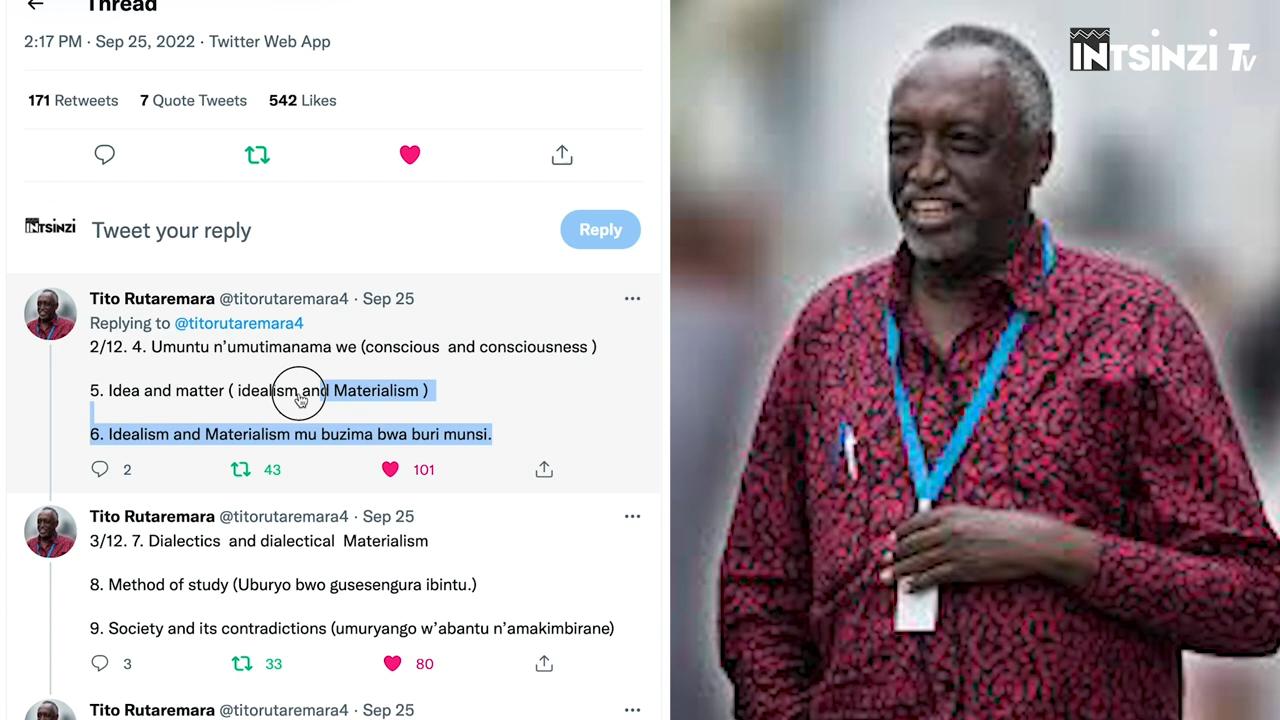 Thread
2:17 PM · Sep 25, 2022 · Twitter Web App
171 Retweets 7 Quote Tweets 542 Likes
INTSINZI
Tweet your reply
Reply
Tito Rutaremara @titorutaremara4 · Sep 25
Replying to @titorutaremara4
2/12. 4. Umuntu n’umutimanama we (conscious and consciousness )
5. Idea and matter ( idealism and Materialism )
6. Idealism and Materialism mu buzima bwa buri munsi.
2 43 101
Tito Rutaremara @titorutaremara4 · Sep 25
3/12. 7. Dialectics and dialectical Materialism
8. Method of study (Uburyo bwo gusesengura ibintu.)
9. Society and its contradictions (umuryango w’abantu n’amakimbirane)
3 33 80
Tito Rutaremara @titorutaremara4 · Sep 25
INTSINZI TV